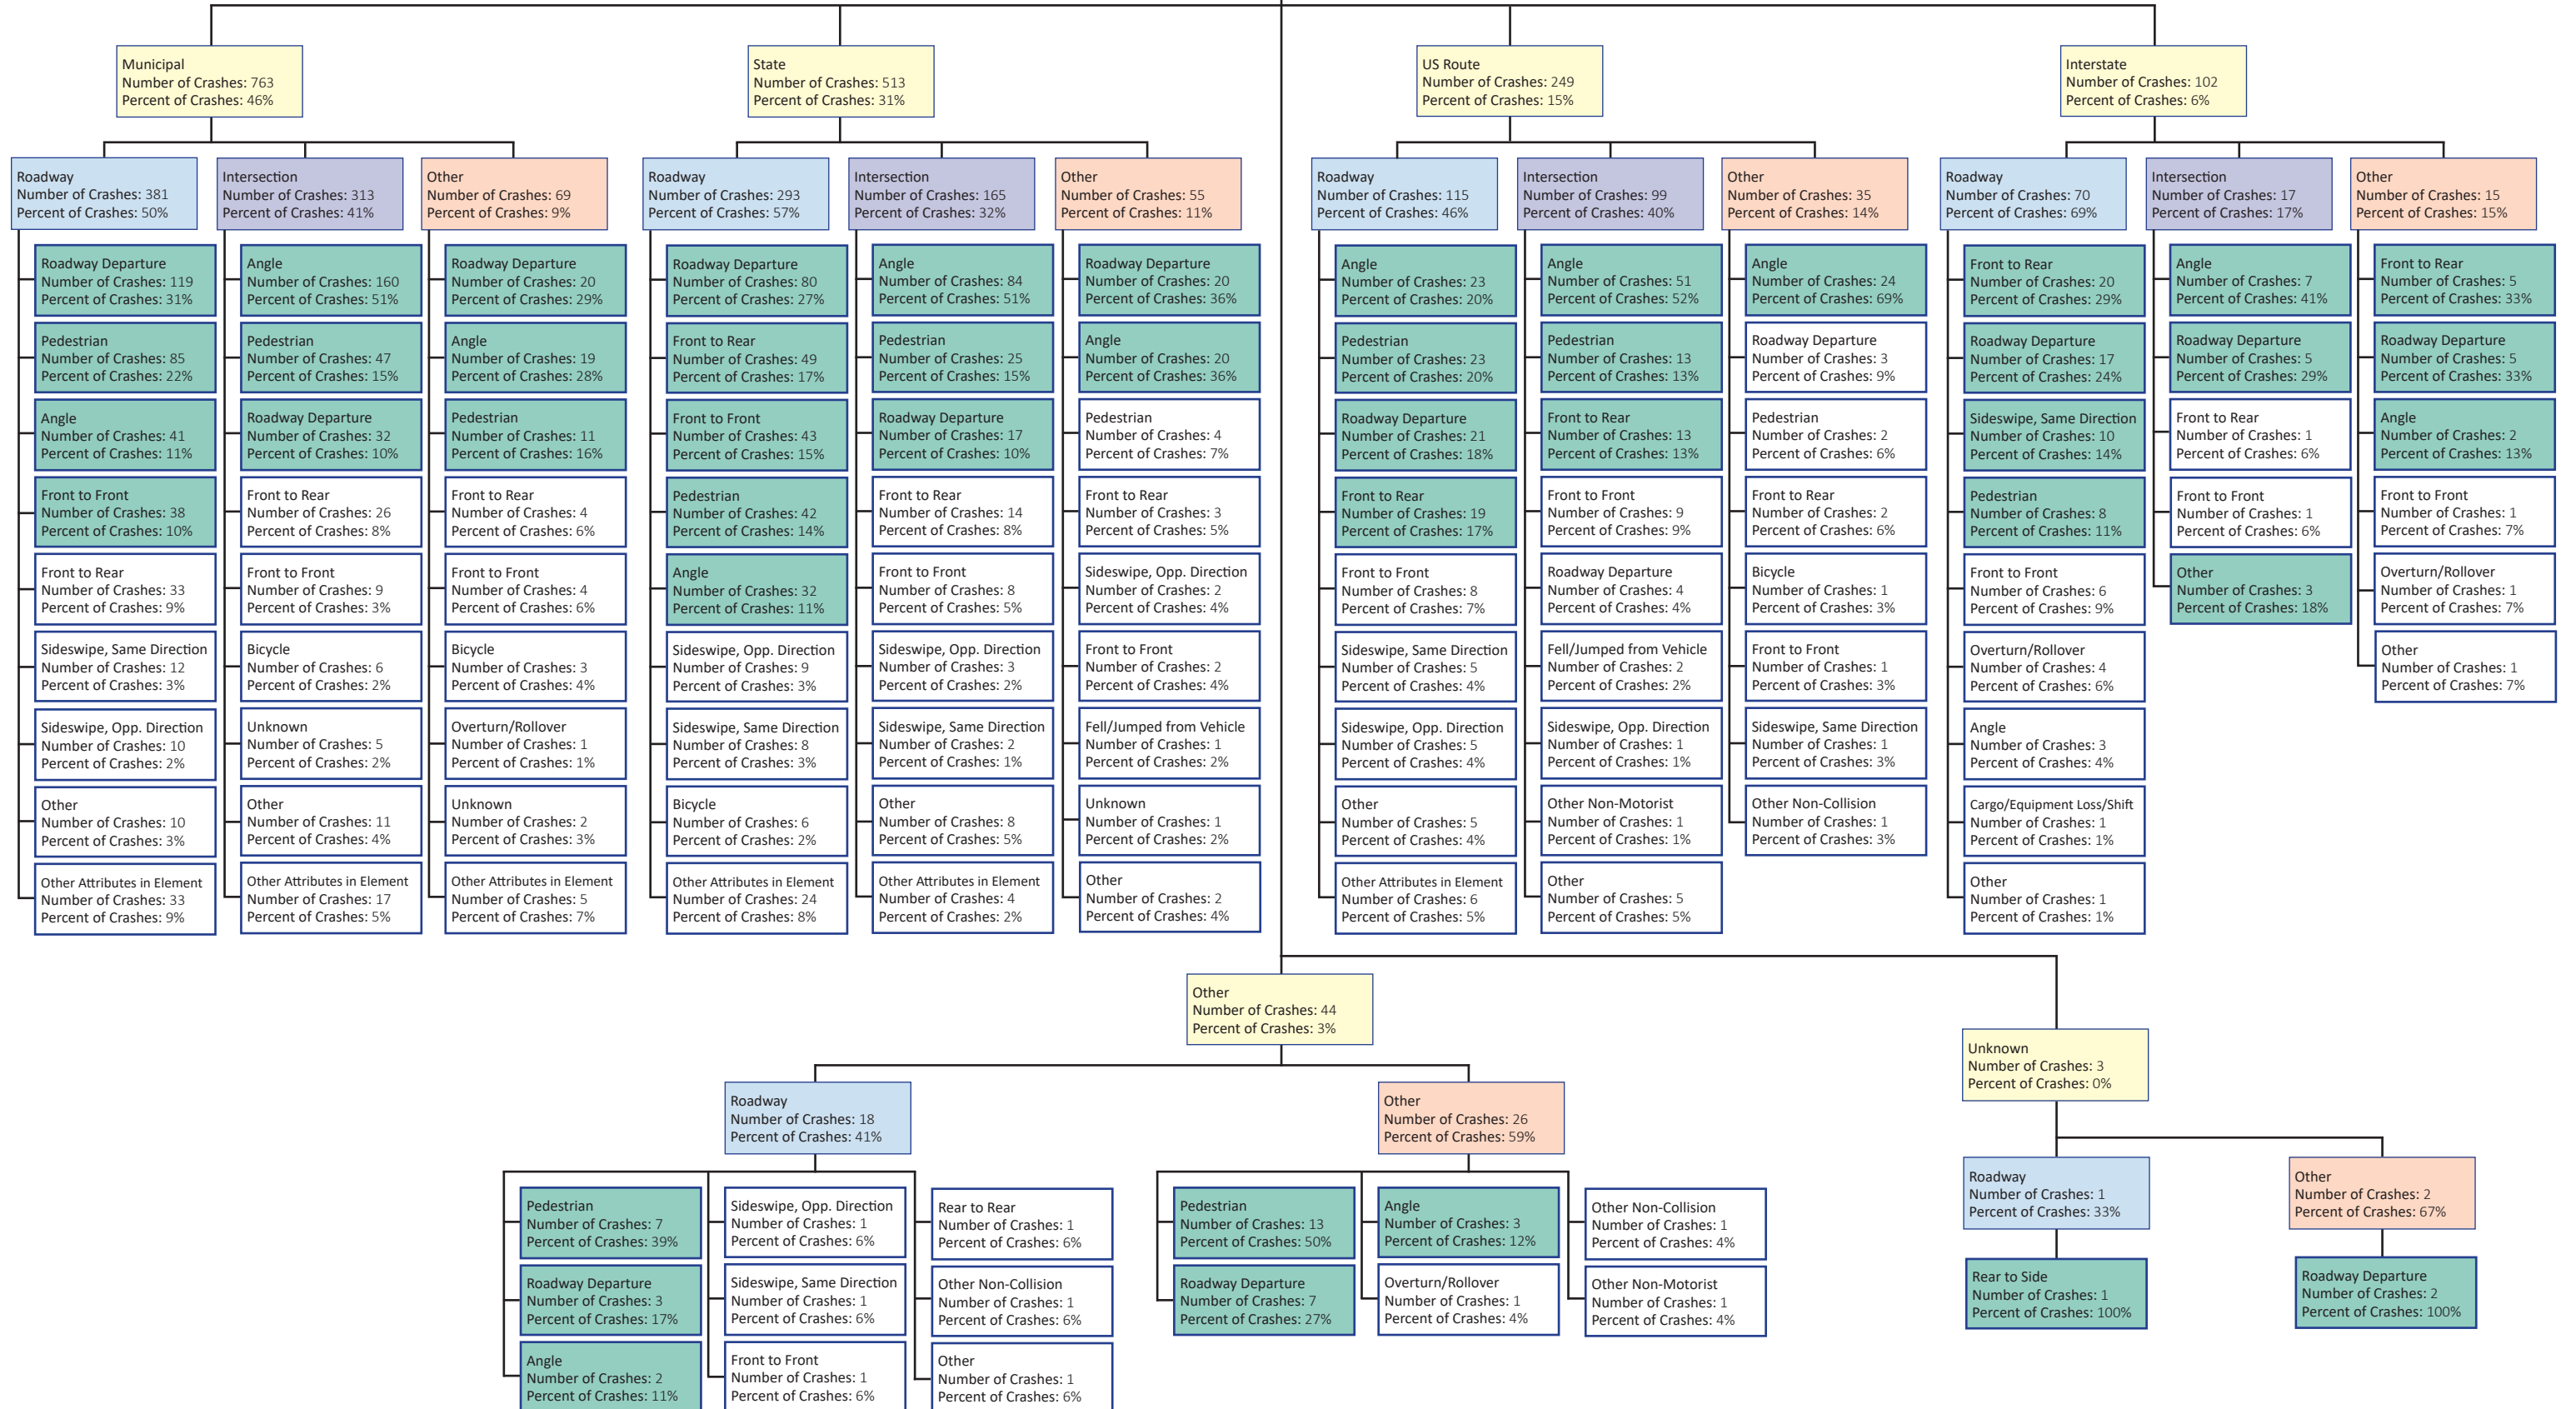 Municipal
Number of Crashes: 763
Percent of Crashes: 46%
State
Number of Crashes: 513
Percent of Crashes: 31%
US Route
Number of Crashes: 249
Percent of Crashes: 15%
Interstate
Number of Crashes: 102
Percent of Crashes: 6%
Roadway
Number of Crashes: 381
Percent of Crashes: 50%
Roadway Departure
Number of Crashes: 119
Percent of Crashes: 31%
Pedestrian
Number of Crashes: 85
Percent of Crashes: 22%
Angle
Number of Crashes: 41
Percent of Crashes: 11%
Front to Front
Number of Crashes: 38
Percent of Crashes: 10%
Front to Rear
Number of Crashes: 33
Percent of Crashes: 9%
Sideswipe, Same Direction
Number of Crashes: 12
Percent of Crashes: 3%
Sideswipe, Opp. Direction
Number of Crashes: 10
Percent of Crashes: 2%
Other
Number of Crashes: 10
Percent of Crashes: 3%
Other Attributes in Element
Number of Crashes: 33
Percent of Crashes: 9%
Intersection
Number of Crashes: 313
Percent of Crashes: 41%
Angle
Number of Crashes: 160
Percent of Crashes: 51%
Pedestrian
Number of Crashes: 47
Percent of Crashes: 15%
Roadway Departure
Number of Crashes: 32
Percent of Crashes: 10%
Front to Rear
Number of Crashes: 26
Percent of Crashes: 8%
Front to Front
Number of Crashes: 9
Percent of Crashes: 3%
Bicycle
Number of Crashes: 6
Percent of Crashes: 2%
Unknown
Number of Crashes: 5
Percent of Crashes: 2%
Other
Number of Crashes: 11
Percent of Crashes: 4%
Other Attributes in Element
Number of Crashes: 17
Percent of Crashes: 5%
Other
Number of Crashes: 69
Percent of Crashes: 9%
Roadway Departure
Number of Crashes: 20
Percent of Crashes: 29%
Angle
Number of Crashes: 19
Percent of Crashes: 28%
Pedestrian
Number of Crashes: 11
Percent of Crashes: 16%
Front to Rear
Number of Crashes: 4
Percent of Crashes: 6%
Front to Front
Number of Crashes: 4
Percent of Crashes: 6%
Bicycle
Number of Crashes: 3
Percent of Crashes: 4%
Overturn/Rollover
Number of Crashes: 1
Percent of Crashes: 1%
Unknown
Number of Crashes: 2
Percent of Crashes: 3%
Other Attributes in Element
Number of Crashes: 5
Percent of Crashes: 7%
Roadway
Number of Crashes: 293
Percent of Crashes: 57%
Roadway Departure
Number of Crashes: 80
Percent of Crashes: 27%
Front to Rear
Number of Crashes: 49
Percent of Crashes: 17%
Front to Front
Number of Crashes: 43
Percent of Crashes: 15%
Pedestrian
Number of Crashes: 42
Percent of Crashes: 14%
Angle
Number of Crashes: 32
Percent of Crashes: 11%
Sideswipe, Opp. Direction
Number of Crashes: 9
Percent of Crashes: 3%
Sideswipe, Same Direction
Number of Crashes: 8
Percent of Crashes: 3%
Bicycle
Number of Crashes: 6
Percent of Crashes: 2%
Other Attributes in Element
Number of Crashes: 24
Percent of Crashes: 8%
Intersection
Number of Crashes: 165
Percent of Crashes: 32%
Angle
Number of Crashes: 84
Percent of Crashes: 51%
Pedestrian
Number of Crashes: 25
Percent of Crashes: 15%
Roadway Departure
Number of Crashes: 17
Percent of Crashes: 10%
Front to Rear
Number of Crashes: 14
Percent of Crashes: 8%
Front to Front
Number of Crashes: 8
Percent of Crashes: 5%
Sideswipe, Opp. Direction
Number of Crashes: 3
Percent of Crashes: 2%
Sideswipe, Same Direction
Number of Crashes: 2
Percent of Crashes: 1%
Other
Number of Crashes: 8
Percent of Crashes: 5%
Other Attributes in Element
Number of Crashes: 4
Percent of Crashes: 2%
Other
Number of Crashes: 55
Percent of Crashes: 11%
Roadway Departure
Number of Crashes: 20
Percent of Crashes: 36%
Angle
Number of Crashes: 20
Percent of Crashes: 36%
Pedestrian
Number of Crashes: 4
Percent of Crashes: 7%
Front to Rear
Number of Crashes: 3
Percent of Crashes: 5%
Sideswipe, Opp. Direction
Number of Crashes: 2
Percent of Crashes: 4%
Front to Front
Number of Crashes: 2
Percent of Crashes: 4%
Fell/Jumped from Vehicle
Number of Crashes: 1
Percent of Crashes: 2%
Unknown
Number of Crashes: 1
Percent of Crashes: 2%
Other
Number of Crashes: 2
Percent of Crashes: 4%
Roadway
Number of Crashes: 115
Percent of Crashes: 46%
Angle
Number of Crashes: 23
Percent of Crashes: 20%
Pedestrian
Number of Crashes: 23
Percent of Crashes: 20%
Roadway Departure
Number of Crashes: 21
Percent of Crashes: 18%
Front to Rear
Number of Crashes: 19
Percent of Crashes: 17%
Front to Front
Number of Crashes: 8
Percent of Crashes: 7%
Sideswipe, Same Direction
Number of Crashes: 5
Percent of Crashes: 4%
Sideswipe, Opp. Direction
Number of Crashes: 5
Percent of Crashes: 4%
Other
Number of Crashes: 5
Percent of Crashes: 4%
Other Attributes in Element
Number of Crashes: 6
Percent of Crashes: 5%
Intersection
Number of Crashes: 99
Percent of Crashes: 40%
Angle
Number of Crashes: 51
Percent of Crashes: 52%
Pedestrian
Number of Crashes: 13
Percent of Crashes: 13%
Front to Rear
Number of Crashes: 13
Percent of Crashes: 13%
Front to Front
Number of Crashes: 9
Percent of Crashes: 9%
Roadway Departure
Number of Crashes: 4
Percent of Crashes: 4%
Fell/Jumped from Vehicle
Number of Crashes: 2
Percent of Crashes: 2%
Sideswipe, Opp. Direction
Number of Crashes: 1
Percent of Crashes: 1%
Other Non-Motorist
Number of Crashes: 1
Percent of Crashes: 1%
Other
Number of Crashes: 5
Percent of Crashes: 5%
Other
Number of Crashes: 35
Percent of Crashes: 14%
Angle
Number of Crashes: 24
Percent of Crashes: 69%
Roadway Departure
Number of Crashes: 3
Percent of Crashes: 9%
Pedestrian
Number of Crashes: 2
Percent of Crashes: 6%
Front to Rear
Number of Crashes: 2
Percent of Crashes: 6%
Bicycle
Number of Crashes: 1
Percent of Crashes: 3%
Front to Front
Number of Crashes: 1
Percent of Crashes: 3%
Sideswipe, Same Direction
Number of Crashes: 1
Percent of Crashes: 3%
Other Non-Collision
Number of Crashes: 1
Percent of Crashes: 3%
Roadway
Number of Crashes: 70
Percent of Crashes: 69%
Front to Rear
Number of Crashes: 20
Percent of Crashes: 29%
Roadway Departure
Number of Crashes: 17
Percent of Crashes: 24%
Sideswipe, Same Direction
Number of Crashes: 10
Percent of Crashes: 14%
Pedestrian
Number of Crashes: 8
Percent of Crashes: 11%
Front to Front
Number of Crashes: 6
Percent of Crashes: 9%
Overturn/Rollover
Number of Crashes: 4
Percent of Crashes: 6%
Angle
Number of Crashes: 3
Percent of Crashes: 4%
Cargo/Equipment Loss/Shift
Number of Crashes: 1
Percent of Crashes: 1%
Other
Number of Crashes: 1
Percent of Crashes: 1%
Intersection
Number of Crashes: 17
Percent of Crashes: 17%
Angle
Number of Crashes: 7
Percent of Crashes: 41%
Roadway Departure
Number of Crashes: 5
Percent of Crashes: 29%
Front to Rear
Number of Crashes: 1
Percent of Crashes: 6%
Front to Front
Number of Crashes: 1
Percent of Crashes: 6%
Other
Number of Crashes: 3
Percent of Crashes: 18%
Other
Number of Crashes: 15
Percent of Crashes: 15%
Front to Rear
Number of Crashes: 5
Percent of Crashes: 33%
Roadway Departure
Number of Crashes: 5
Percent of Crashes: 33%
Angle
Number of Crashes: 2
Percent of Crashes: 13%
Front to Front
Number of Crashes: 1
Percent of Crashes: 7%
Overturn/Rollover
Number of Crashes: 1
Percent of Crashes: 7%
Other
Number of Crashes: 1
Percent of Crashes: 7%
Other
Number of Crashes: 44
Percent of Crashes: 3%
Roadway
Number of Crashes: 18
Percent of Crashes: 41%
Pedestrian
Number of Crashes: 7
Percent of Crashes: 39%
Roadway Departure
Number of Crashes: 3
Percent of Crashes: 17%
Angle
Number of Crashes: 2
Percent of Crashes: 11%
Sideswipe, Opp. Direction
Number of Crashes: 1
Percent of Crashes: 6%
Sideswipe, Same Direction
Number of Crashes: 1
Percent of Crashes: 6%
Front to Front
Number of Crashes: 1
Percent of Crashes: 6%
Rear to Rear
Number of Crashes: 1
Percent of Crashes: 6%
Other Non-Collision
Number of Crashes: 1
Percent of Crashes: 6%
Other
Number of Crashes: 1
Percent of Crashes: 6%
Other
Number of Crashes: 26
Percent of Crashes: 59%
Pedestrian
Number of Crashes: 13
Percent of Crashes: 50%
Roadway Departure
Number of Crashes: 7
Percent of Crashes: 27%
Angle
Number of Crashes: 3
Percent of Crashes: 12%
Overturn/Rollover
Number of Crashes: 1
Percent of Crashes: 4%
Other Non-Collision
Number of Crashes: 1
Percent of Crashes: 4%
Other Non-Motorist
Number of Crashes: 1
Percent of Crashes: 4%
Unknown
Number of Crashes: 3
Percent of Crashes: 0%
Roadway
Number of Crashes: 1
Percent of Crashes: 33%
Rear to Side
Number of Crashes: 1
Percent of Crashes: 100%
Other
Number of Crashes: 2
Percent of Crashes: 67%
Roadway Departure
Number of Crashes: 2
Percent of Crashes: 100%